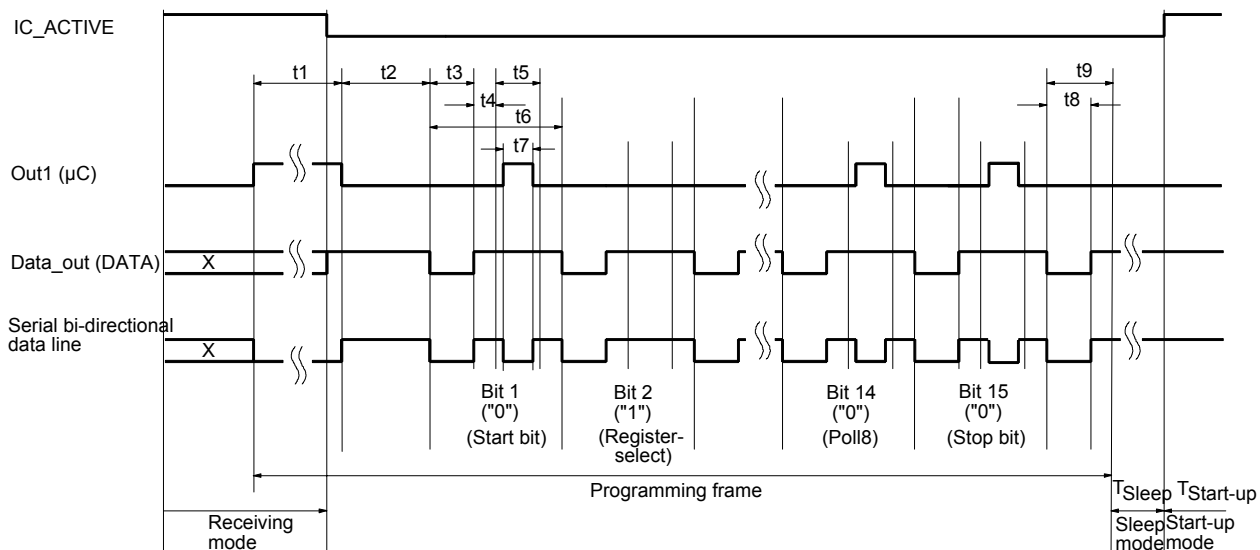 IC_ACTIVE
t1
t2
t3
t5
t9
t4
t8
t6
t7
Out1 (µC)
Data_out (DATA)
X
Serial bi-directional
data line
X
Bit 1
("0")
(Start bit)
Bit 2
("1")
(Register-
select)
Bit 14
("0")
(Poll8)
Bit 15
("0")
(Stop bit)
Programming frame
TSleep
TStart-up
Receiving
mode
Sleep
mode
Start-up
mode